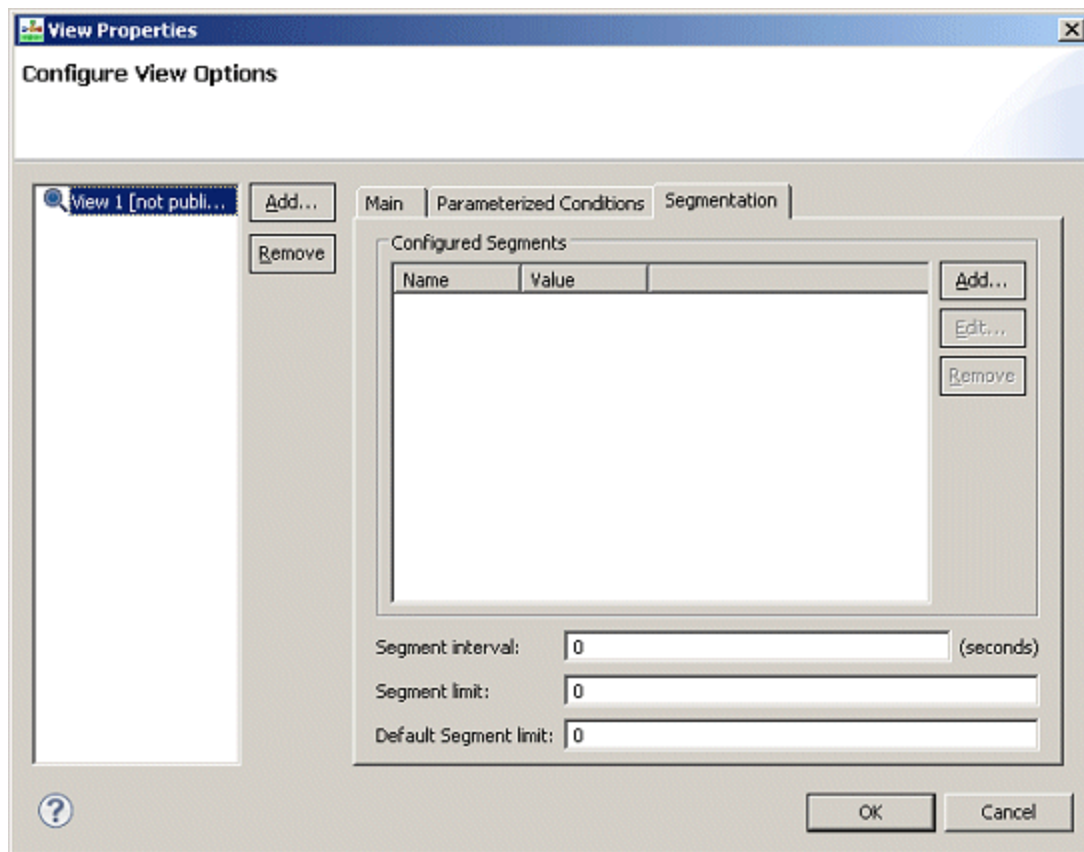 View Properties
Configure View Options
View 1 [not publi...
Add...
Remove
Main
Parameterized Conditions
Segmentation
Configured Segments
Name
Value
Add...
Edit...
Remove
Segment interval:
0
(seconds)
Segment limit:
0
Default Segment limit:
0
?
OK
Cancel